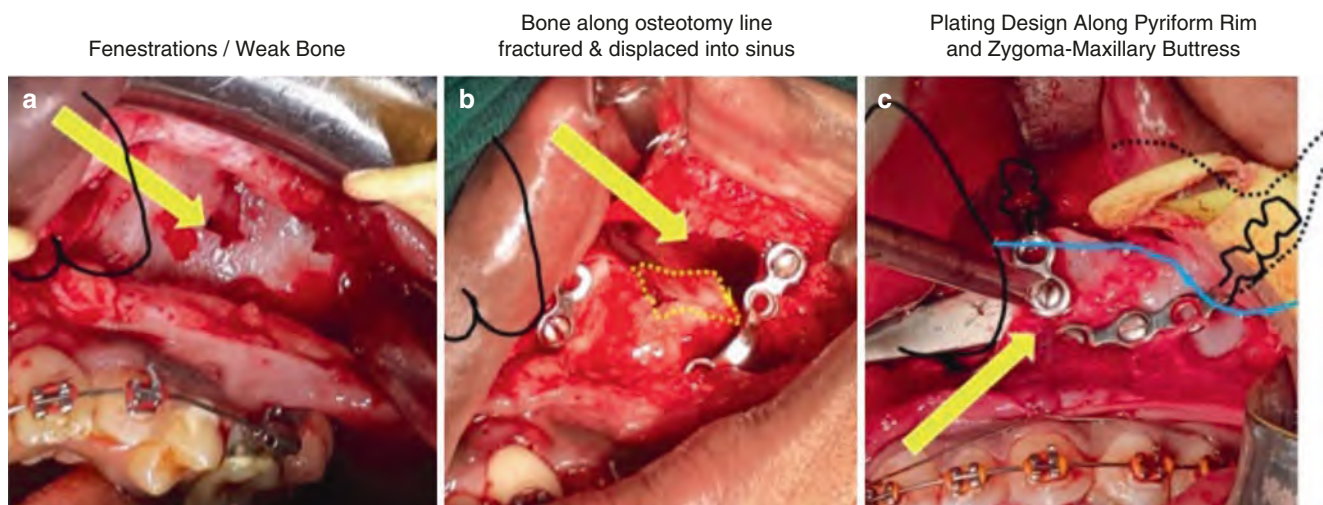 Fenestrations / Weak Bone
Bone along osteotomy line
fractured & displaced into sinus
Plating Design Along Pyriform Rim
and Zygoma-Maxillary Buttress
a
b
c